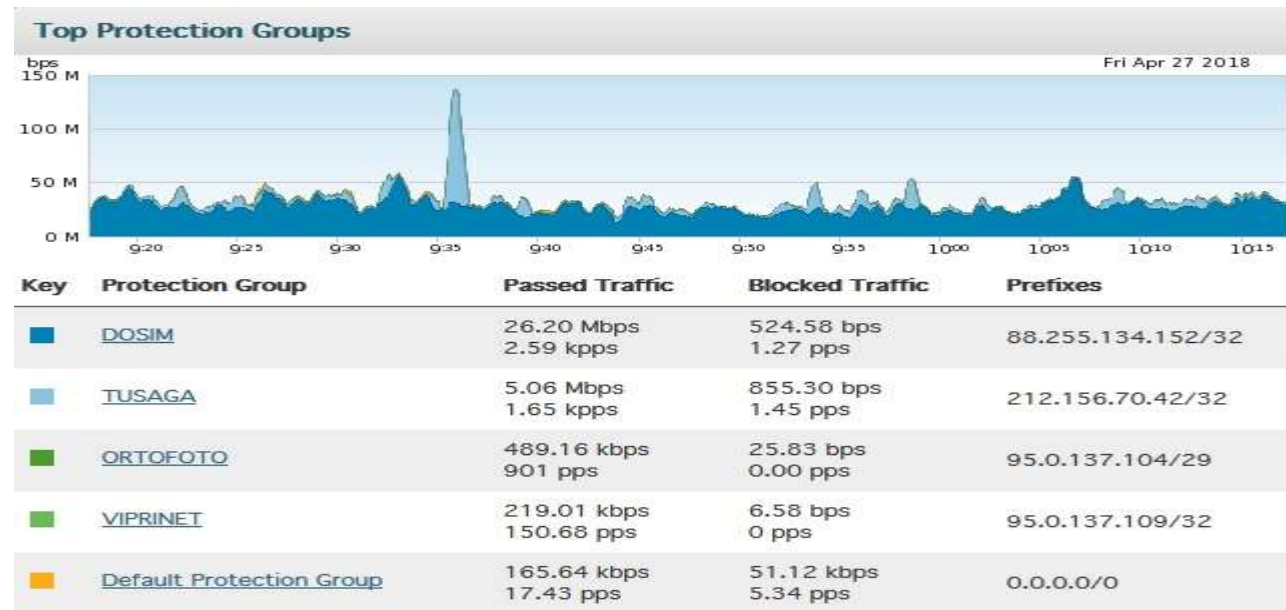 Top Protection Groups
bps
Fri Apr 27 2018
150 M
100 M
50 M
0 M
9:20 9:25 9:30 9:35 9:40 9:45 9:50 9:55 10:00 10:05 10:10 10:15
Key Protection Group Passed Traffic Blocked Traffic Prefixes
DOSIM 26.20 Mbps 524.58 bps 88.255.134.152/32
2.59 kpps 1.27 pps
TUSAGA 5.06 Mbps 855.30 bps 212.156.70.42/32
1.65 kpps 1.45 pps
ORTOFOTO 489.16 kbps 25.83 bps 95.0.137.104/29
901 pps 0.00 pps
VIPRINET 219.01 kbps 6.58 bps 95.0.137.109/32
150.68 pps 0 pps
Default Protection Group 165.64 kbps 51.12 kbps 0.0.0.0/0
17.43 pps 5.34 pps